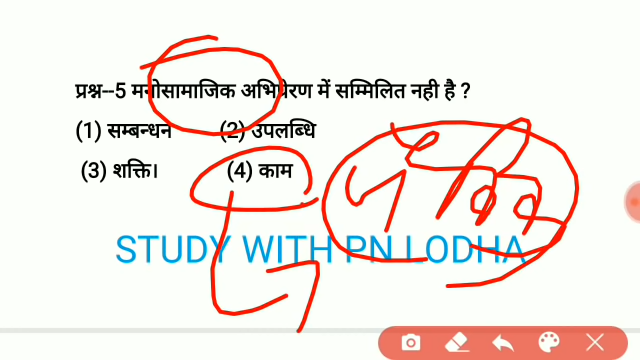 प्रश्न--5 मनोसामाजिक अभिप्रेरण में सम्मिलित नही है ?
(1) सम्बन्धन (2) उपलब्धि
(3) शक्ति। (4) काम
STUDY WITH PN LODHA